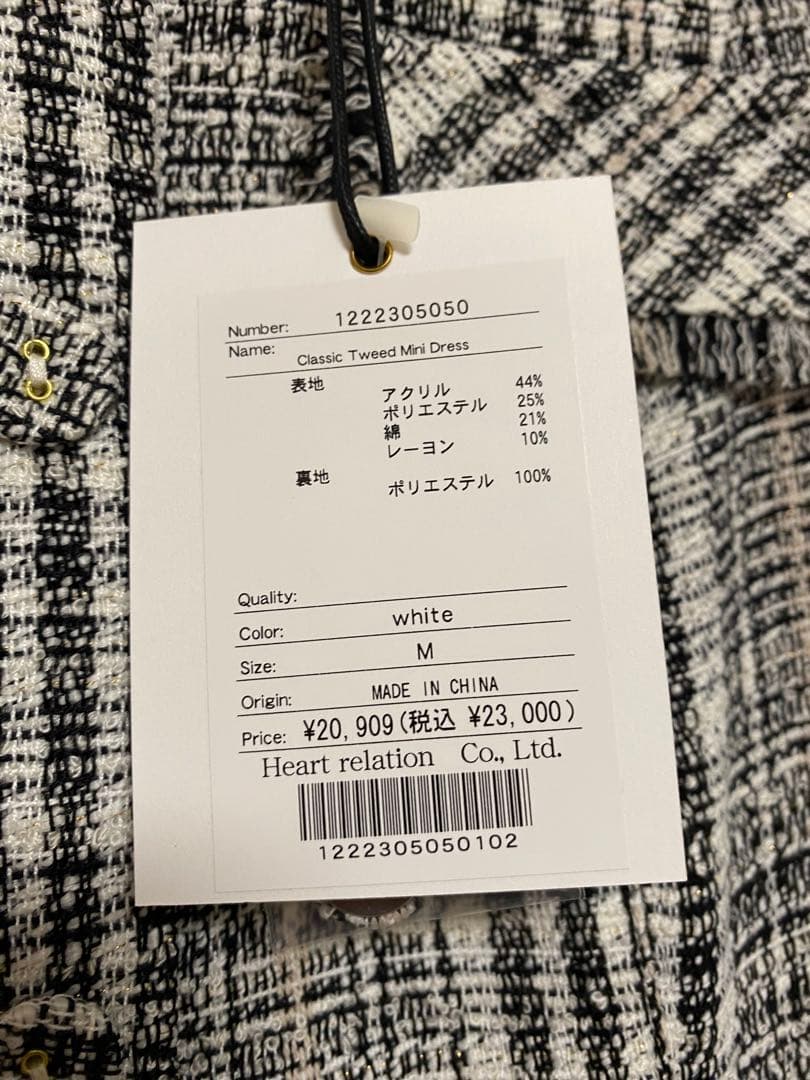 Number: 1222305050
Name: Classic Tweed Mini Dress
表地 アクリル 44%
ポリエステル 25%
綿 21%
レーヨン 10%
裏地 ポリエステル 100%
Quality:
Color: white
Size: M
Origin: MADE IN CHINA
Price: ¥20,909(税込 ¥23,000)
Heart relation Co., Ltd.
1222305050102